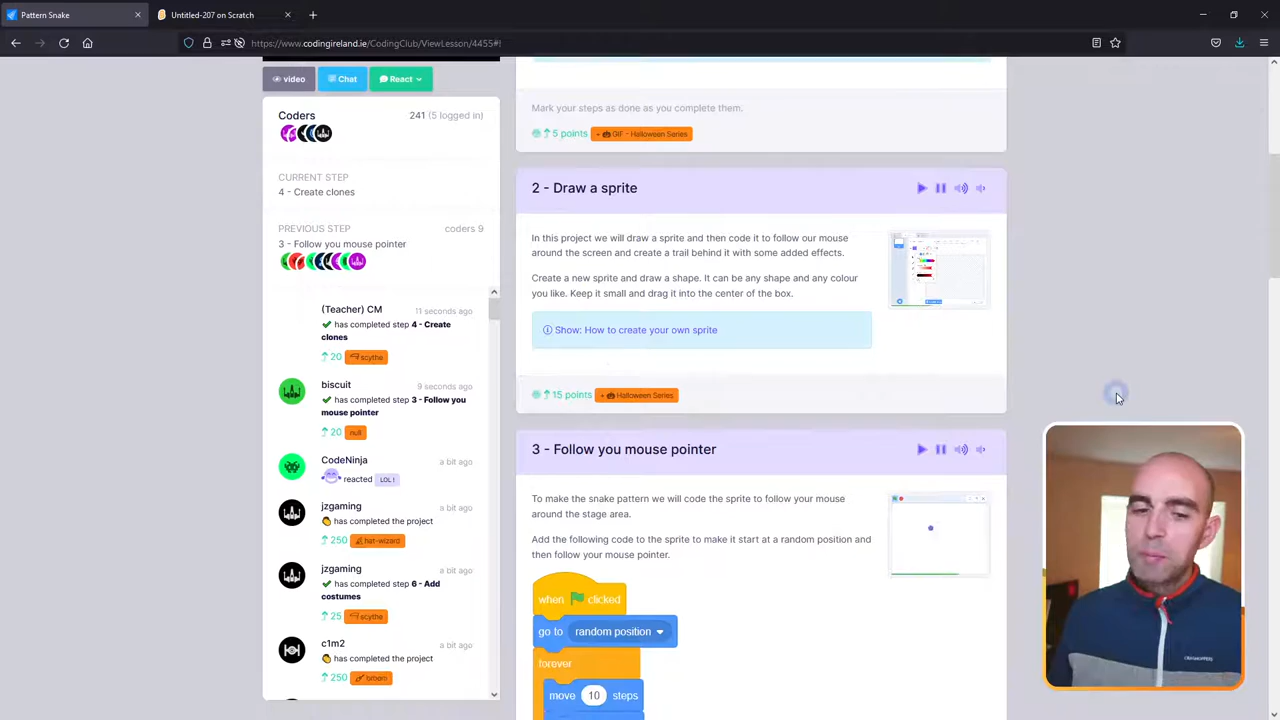 Pattern Snake
Untitled-207 on Scratch
https://www.codingireland.ie/CodingClub/ViewLesson/4455#
video
Chat
React
Coders
241 (5 logged in)
CURRENT STEP
4 - Create clones
PREVIOUS STEP
coders 9
3 - Follow you mouse pointer
(Teacher) CM
11 seconds ago
has completed step 4 - Create
clones
20
scythe
biscuit
9 seconds ago
has completed step 3 - Follow you
mouse pointer
20
null
CodeNinja
a bit ago
reacted LOL !
jzgaming
a bit ago
has completed the project
250
hat-wizard
jzgaming
a bit ago
has completed step 6 - Add
costumes
25
scythe
c1m2
a bit ago
has completed the project
250
Mark your steps as done as you complete them.
5 points
+ GIF - Halloween Series
2 - Draw a sprite
In this project we will draw a sprite and then code it to follow our mouse
around the screen and create a trail behind it with some added effects.
Create a new sprite and draw a shape. It can be any shape and any colour
you like. Keep it small and drag it into the center of the box.
Show: How to create your own sprite
15 points
+ Halloween Series
3 - Follow you mouse pointer
To make the snake pattern we will code the sprite to follow your mouse
around the stage area.
Add the following code to the sprite to make it start at a random position and
then follow your mouse pointer.
when clicked
go to random position
forever
move 10 steps